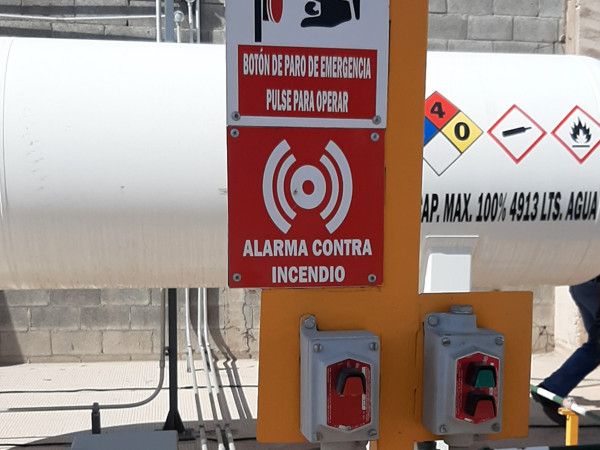 BOTÓN DE PARO DE EMERGENCIA
PULSE PARA OPERAR
ALARMA CONTRA
INCENDIO
4
0
AP. MAX. 100% 4913 LTS. AGUA